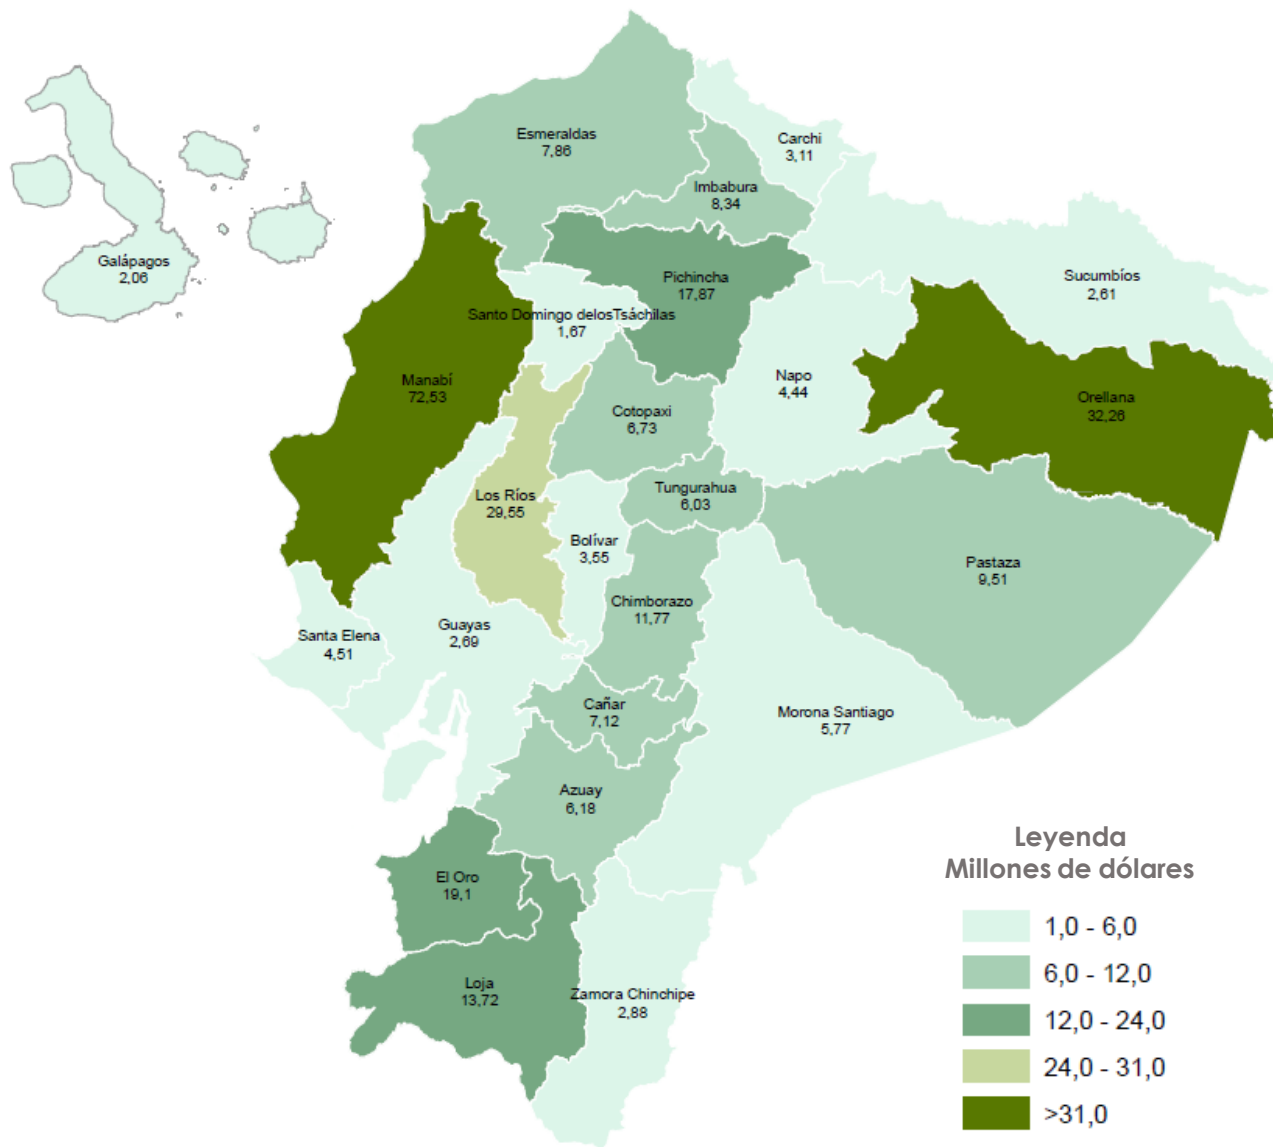 Esmeraldas
7,86
Carchi
3,11
Imbabura
8,34
Galápagos
2,06
Pichincha
17,87
Sucumbíos
2,61
Santo Domingo delosTsáchilas
1,67
Manabí
72,53
Napo
4,44
Orellana
32,26
Cotopaxi
6,73
Los Ríos
29,55
Tungurahua
6,03
Bolívar
3,55
Pastaza
9,51
Chimborazo
11,77
Santa Elena
4,51
Guayas
2,69
Cañar
7,12
Morona Santiago
5,77
Azuay
6,18
El Oro
19,1
Loja
13,72
Zamora Chinchipe
2,88
Leyenda
Millones de dólares
1,0 - 6,0
6,0 - 12,0
12,0 - 24,0
24,0 - 31,0
>31,0